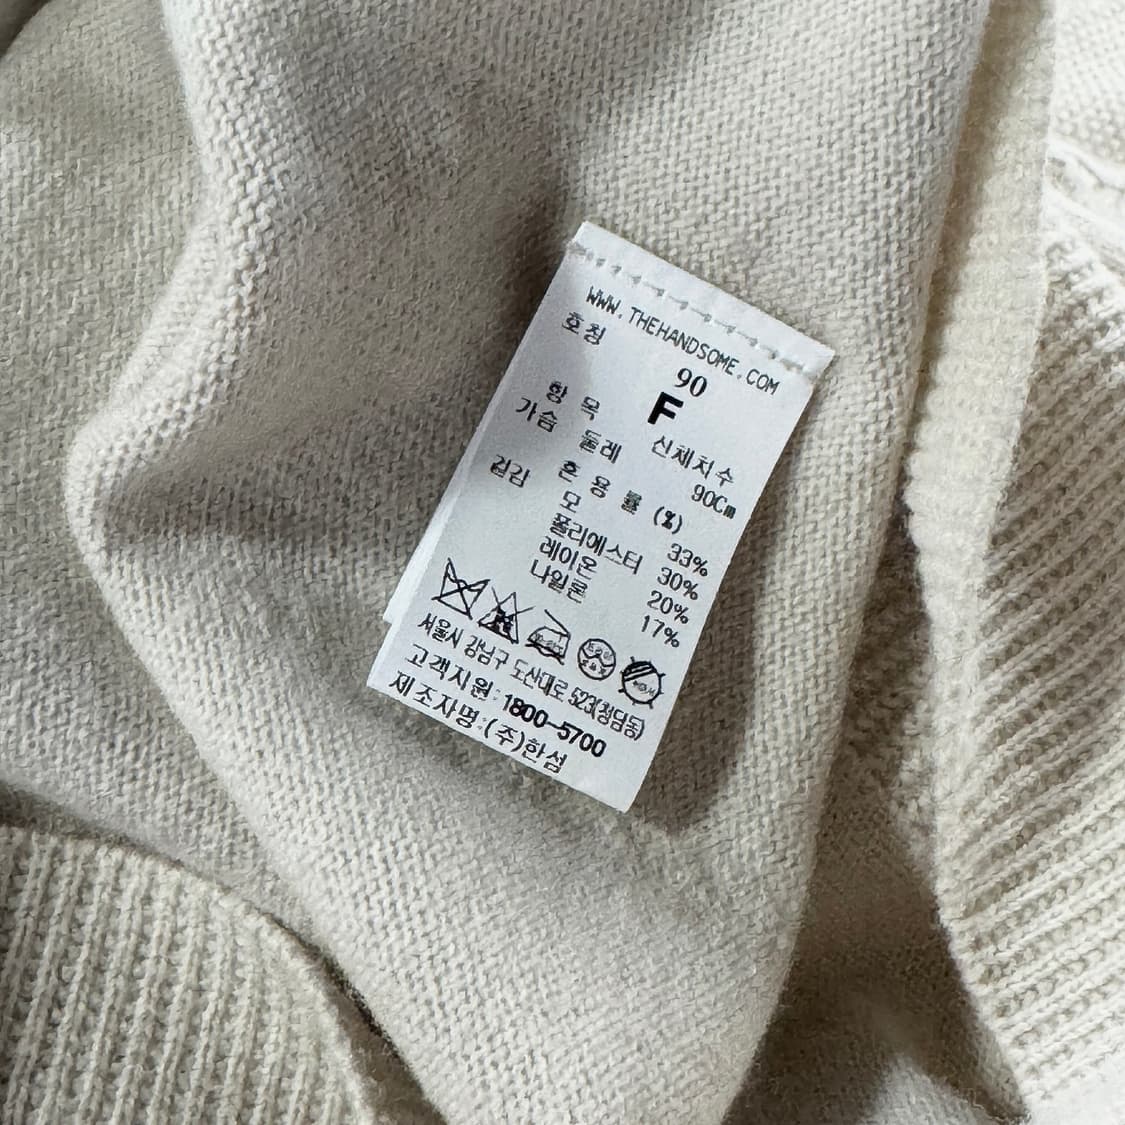 WWW.THEHANDSOME.COM
호칭 90
F
항 목 신체치수
가슴 둘레 90Cm
겉감 혼 용 률 (%)
모 33%
폴리에스터 30%
레이온 20%
나일론 17%
서울시 강남구 도산대로 523(청담동)
고객지원:1800-5700
제조자명:(주)한섬